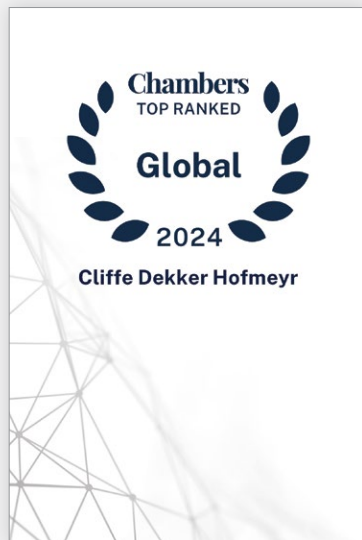 Chambers
TOP RANKED
Global
2024
Cliffe Dekker Hofmeyr